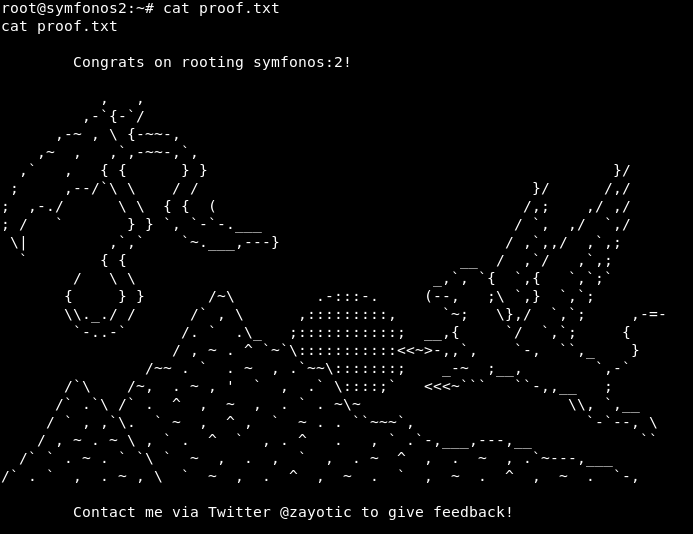 root@symfonos2:~# cat proof.txt
cat proof.txt
Congrats on rooting symfonos:2!
Contact me via Twitter @zayotic to give feedback!